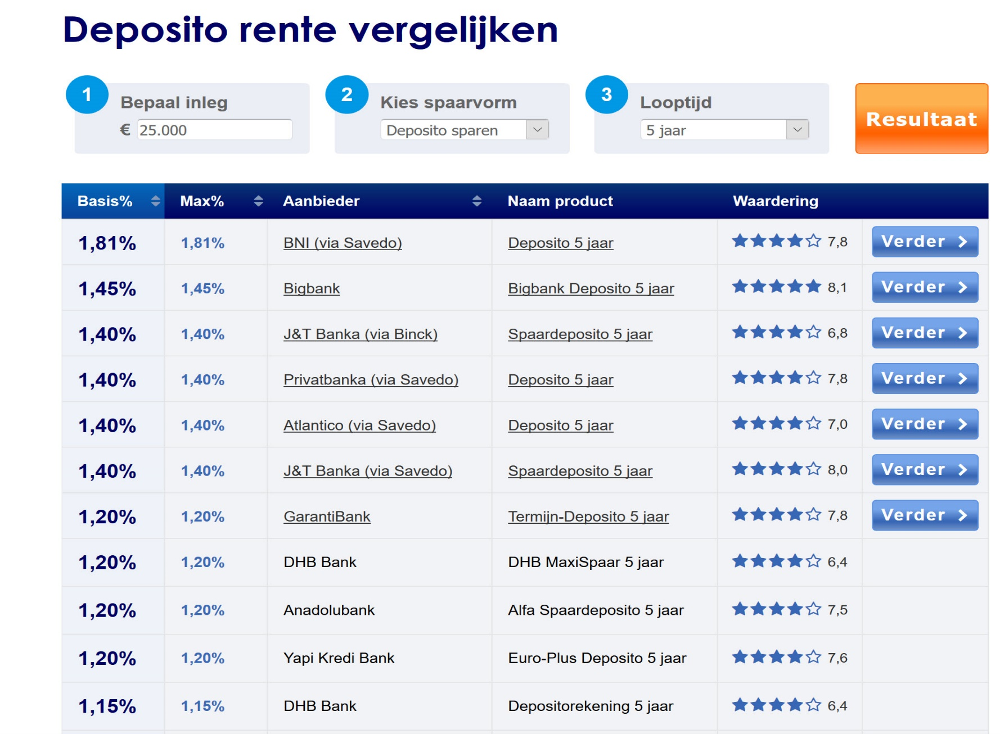 Deposito rente vergelijken
1 Bepaal inleg
€ 25.000
2 Kies spaarvorm
Deposito sparen
3 Looptijd
5 jaar
Resultaat
Basis% Max% Aanbieder Naam product Waardering
1,81% 1,81% BNI (via Savedo) Deposito 5 jaar 7,8 Verder
1,45% 1,45% Bigbank Bigbank Deposito 5 jaar 8,1 Verder
1,40% 1,40% J&T Banka (via Binck) Spaardeposito 5 jaar 6,8 Verder
1,40% 1,40% Privatbanka (via Savedo) Deposito 5 jaar 7,8 Verder
1,40% 1,40% Atlantico (via Savedo) Deposito 5 jaar 7,0 Verder
1,40% 1,40% J&T Banka (via Savedo) Spaardeposito 5 jaar 8,0 Verder
1,20% 1,20% GarantiBank Termijn-Deposito 5 jaar 7,8 Verder
1,20% 1,20% DHB Bank DHB MaxiSpaar 5 jaar 6,4
1,20% 1,20% Anadolubank Alfa Spaardeposito 5 jaar 7,5
1,20% 1,20% Yapi Kredi Bank Euro-Plus Deposito 5 jaar 7,6
1,15% 1,15% DHB Bank Depositorekening 5 jaar 6,4